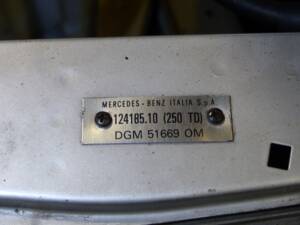 MERCEDES-BENZ ITALIA S.p.A
124185.10 (250 TD)
DGM 51669 OM